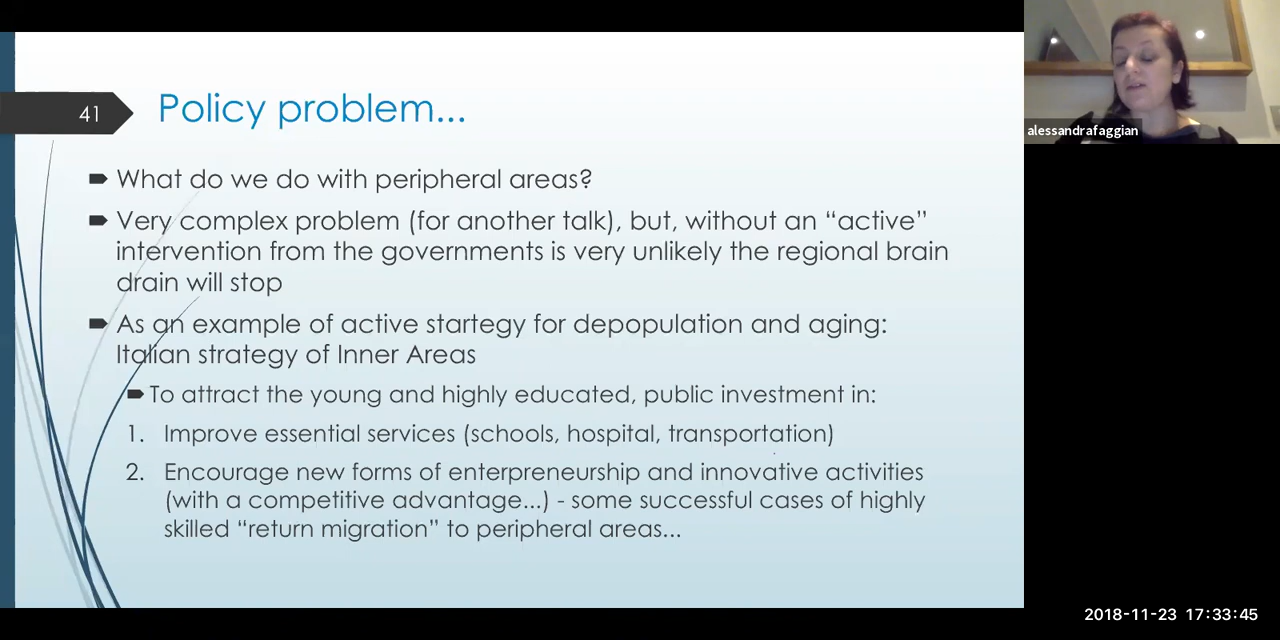 41
Policy problem...
What do we do with peripheral areas?
Very complex problem (for another talk), but, without an “active”
intervention from the governments is very unlikely the regional brain
drain will stop
As an example of active startegy for depopulation and aging:
Italian strategy of Inner Areas
To attract the young and highly educated, public investment in:
1. Improve essential services (schools, hospital, transportation)
2. Encourage new forms of enterpreneurship and innovative activities
(with a competitive advantage...) - some successful cases of highly
skilled “return migration” to peripheral areas...
alessandrafaggian
2018-11-23 17:33:45